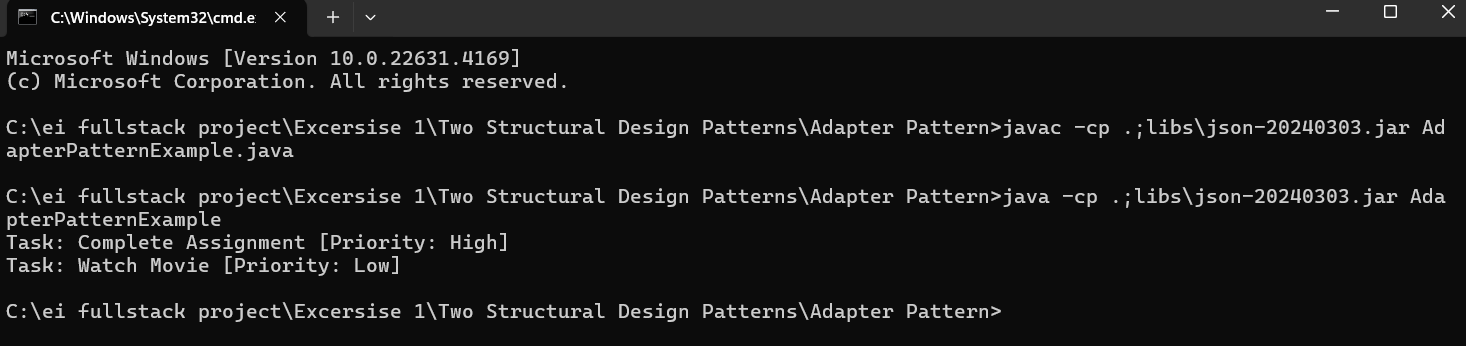 C:\Windows\System32\cmd.e
Microsoft Windows [Version 10.0.22631.4169]
(c) Microsoft Corporation. All rights reserved.
C:\ei fullstack project\Excersise 1\Two Structural Design Patterns\Adapter Pattern>javac -cp .;libs\json-20240303.jar Ad
apterPatternExample.java
C:\ei fullstack project\Excersise 1\Two Structural Design Patterns\Adapter Pattern>java -cp .;libs\json-20240303.jar Ada
pterPatternExample
Task: Complete Assignment [Priority: High]
Task: Watch Movie [Priority: Low]
C:\ei fullstack project\Excersise 1\Two Structural Design Patterns\Adapter Pattern>